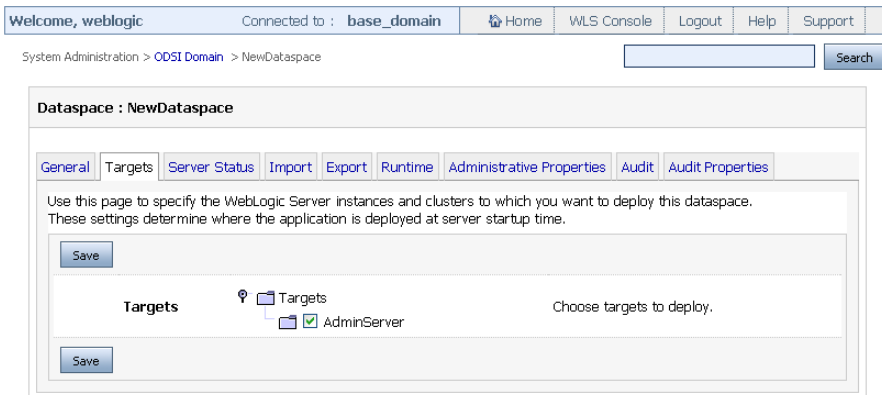 Welcome, weblogic Connected to : base_domain Home WLS Console Logout Help Support
System Administration > ODSI Domain > NewDataspace Search
Dataspace : NewDataspace
General Targets Server Status Import Export Runtime Administrative Properties Audit Audit Properties
Use this page to specify the WebLogic Server instances and clusters to which you want to deploy this dataspace.
These settings determine where the application is deployed at server startup time.
Save
Targets Targets Choose targets to deploy.
AdminServer
Save